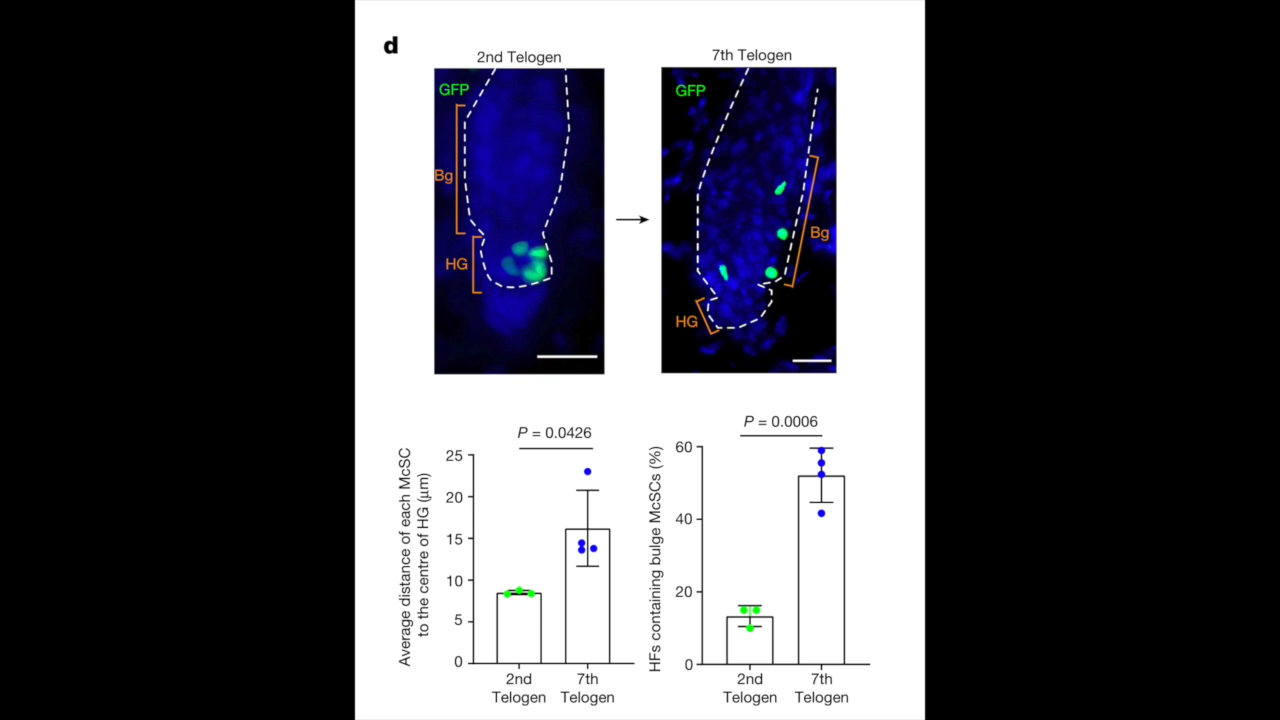 d
2nd Telogen
7th Telogen
GFP
GFP
Bg
HG
Bg
HG
P = 0.0426
Average distance of each McSC
to the centre of HG (μm)
25
20
15
10
5
0
2nd
Telogen
7th
Telogen
P = 0.0006
HFs containing bulge McSCs (%)
60
40
20
0
2nd
Telogen
7th
Telogen